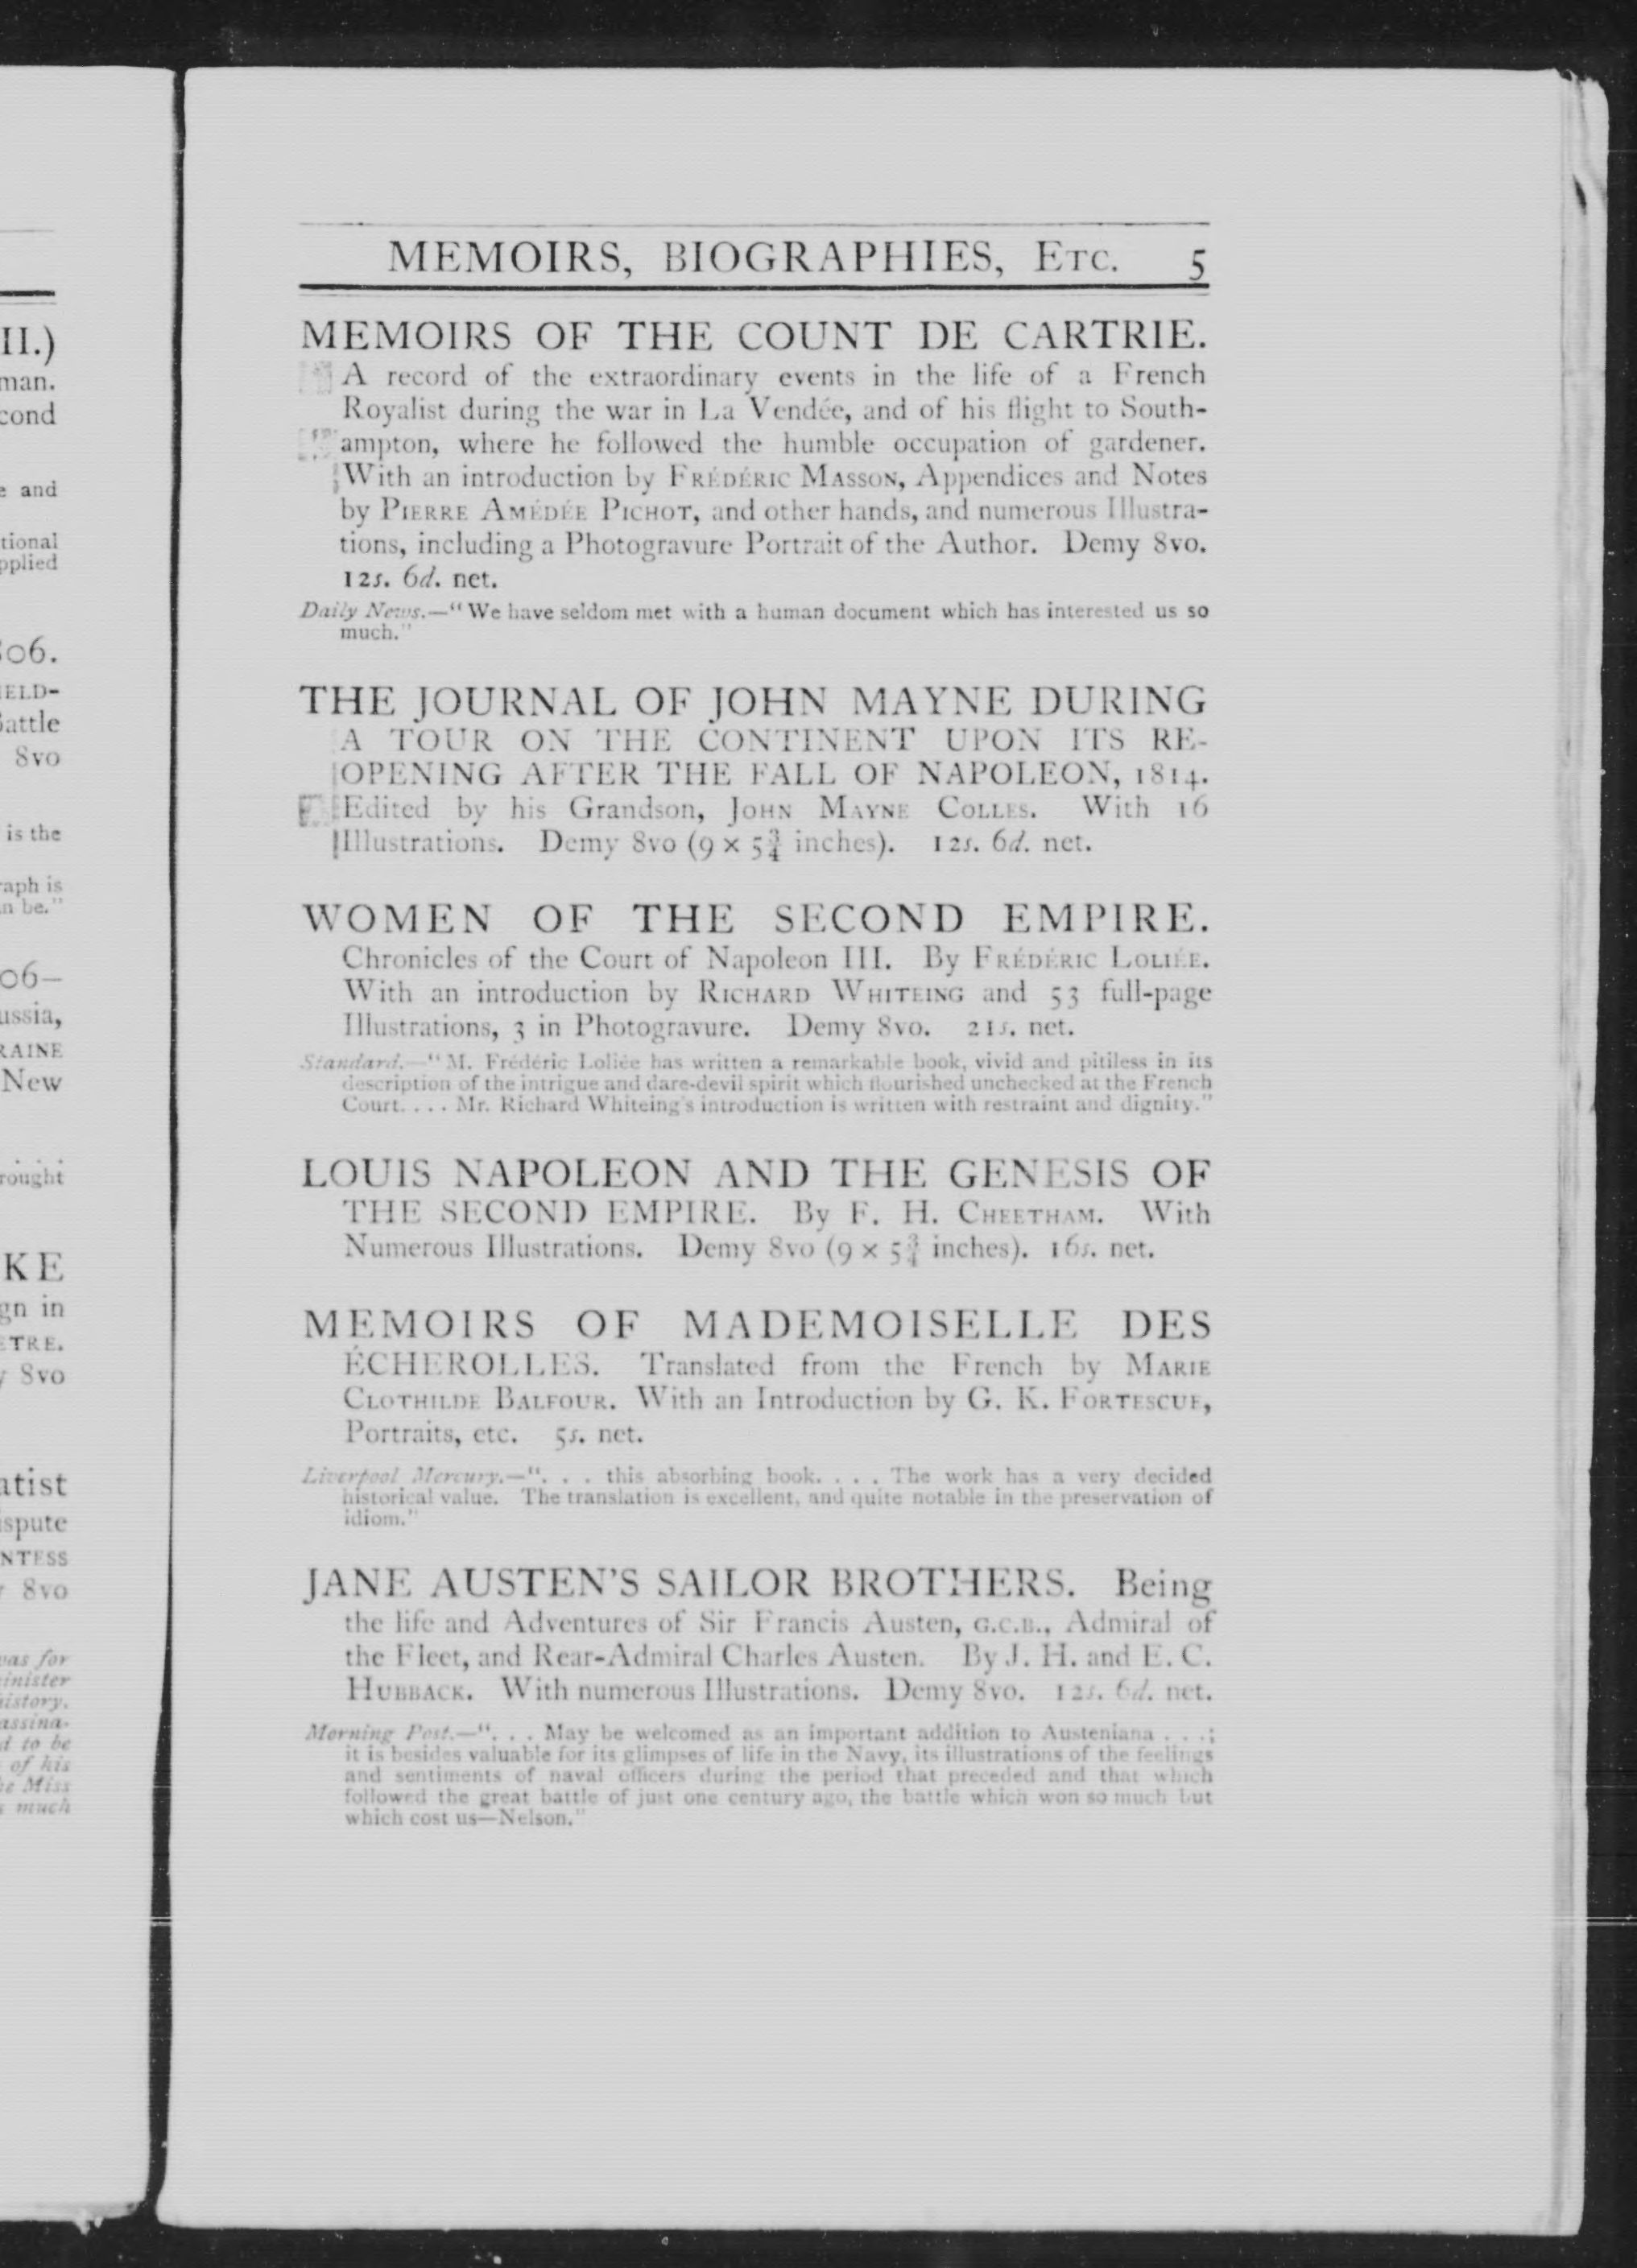 MEMOIRS, BIOGRAPHIES, ETC. 5
MEMOIRS OF THE COUNT DE CARTRIE.
A record of the extraordinary events in the life of a French
Royalist during the war in La Vendée, and of his flight to South-
ampton, where he followed the humble occupation of gardener.
With an introduction by FRÉDÉRIC MASSON, Appendices and Notes
by PIERRE AMÉDÉE PICHOT, and other hands, and numerous Illustra-
tions, including a Photogravure Portrait of the Author. Demy 8vo.
12s. 6d. net.
Daily News.—"We have seldom met with a human document which has interested us so
much."
THE JOURNAL OF JOHN MAYNE DURING
A TOUR ON THE CONTINENT UPON ITS RE-
OPENING AFTER THE FALL OF NAPOLEON, 1814.
Edited by his Grandson, JOHN MAYNE COLLES. With 16
Illustrations. Demy 8vo (9 × 5¾ inches). 12s. 6d. net.
WOMEN OF THE SECOND EMPIRE.
Chronicles of the Court of Napoleon III. By FRÉDÉRIC LOLIÉE.
With an introduction by RICHARD WHITEING and 53 full-page
Illustrations, 3 in Photogravure. Demy 8vo. 21s. net.
Standard.—"M. Frédéric Loliée has written a remarkable book, vivid and pitiless in its
description of the intrigue and dare-devil spirit which flourished unchecked at the French
Court. . . . Mr. Richard Whiteing's introduction is written with restraint and dignity."
LOUIS NAPOLEON AND THE GENESIS OF
THE SECOND EMPIRE. By F. H. CHEETHAM. With
Numerous Illustrations. Demy 8vo (9 × 5¾ inches). 16s. net.
MEMOIRS OF MADEMOISELLE DES
ÉCHEROLLES. Translated from the French by MARIE
CLOTHILDE BALFOUR. With an Introduction by G. K. FORTESCUE,
Portraits, etc. 5s. net.
Liverpool Mercury.—". . . this absorbing book. . . . The work has a very decided
historical value. The translation is excellent, and quite notable in the preservation of
idiom."
JANE AUSTEN'S SAILOR BROTHERS. Being
the life and Adventures of Sir Francis Austen, G.C.B., Admiral of
the Fleet, and Rear-Admiral Charles Austen. By J. H. and E. C.
HUBBACK. With numerous Illustrations. Demy 8vo. 12s. 6d. net.
Morning Post.—". . . May be welcomed as an important addition to Austeniana . . .;
it is besides valuable for its glimpses of life in the Navy, its illustrations of the feelings
and sentiments of naval officers during the period that preceded and that which
followed the great battle of just one century ago, the battle which won so much but
which cost us—Nelson."